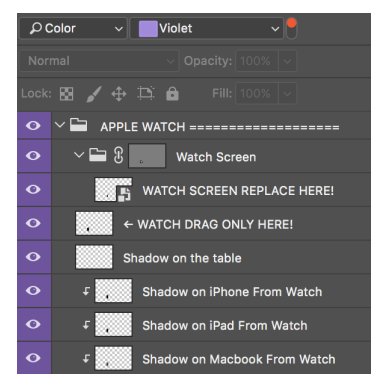 Color Violet
Normal Opacity: 100%
Lock: Fill: 100%
APPLE WATCH ===================
Watch Screen
WATCH SCREEN REPLACE HERE!
← WATCH DRAG ONLY HERE!
Shadow on the table
Shadow on iPhone From Watch
Shadow on iPad From Watch
Shadow on Macbook From Watch